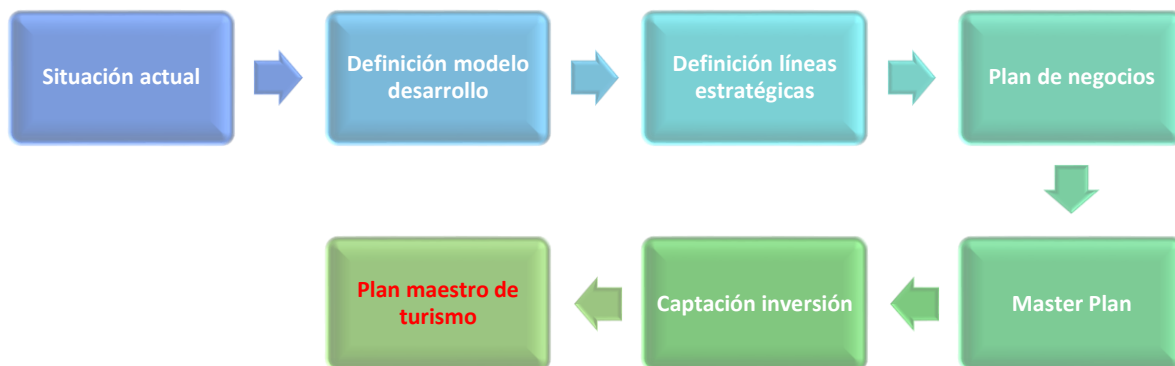 Situación actual
Definición modelo
desarrollo
Definición líneas
estratégicas
Plan de negocios
Master Plan
Captación inversión
Plan maestro de
turismo